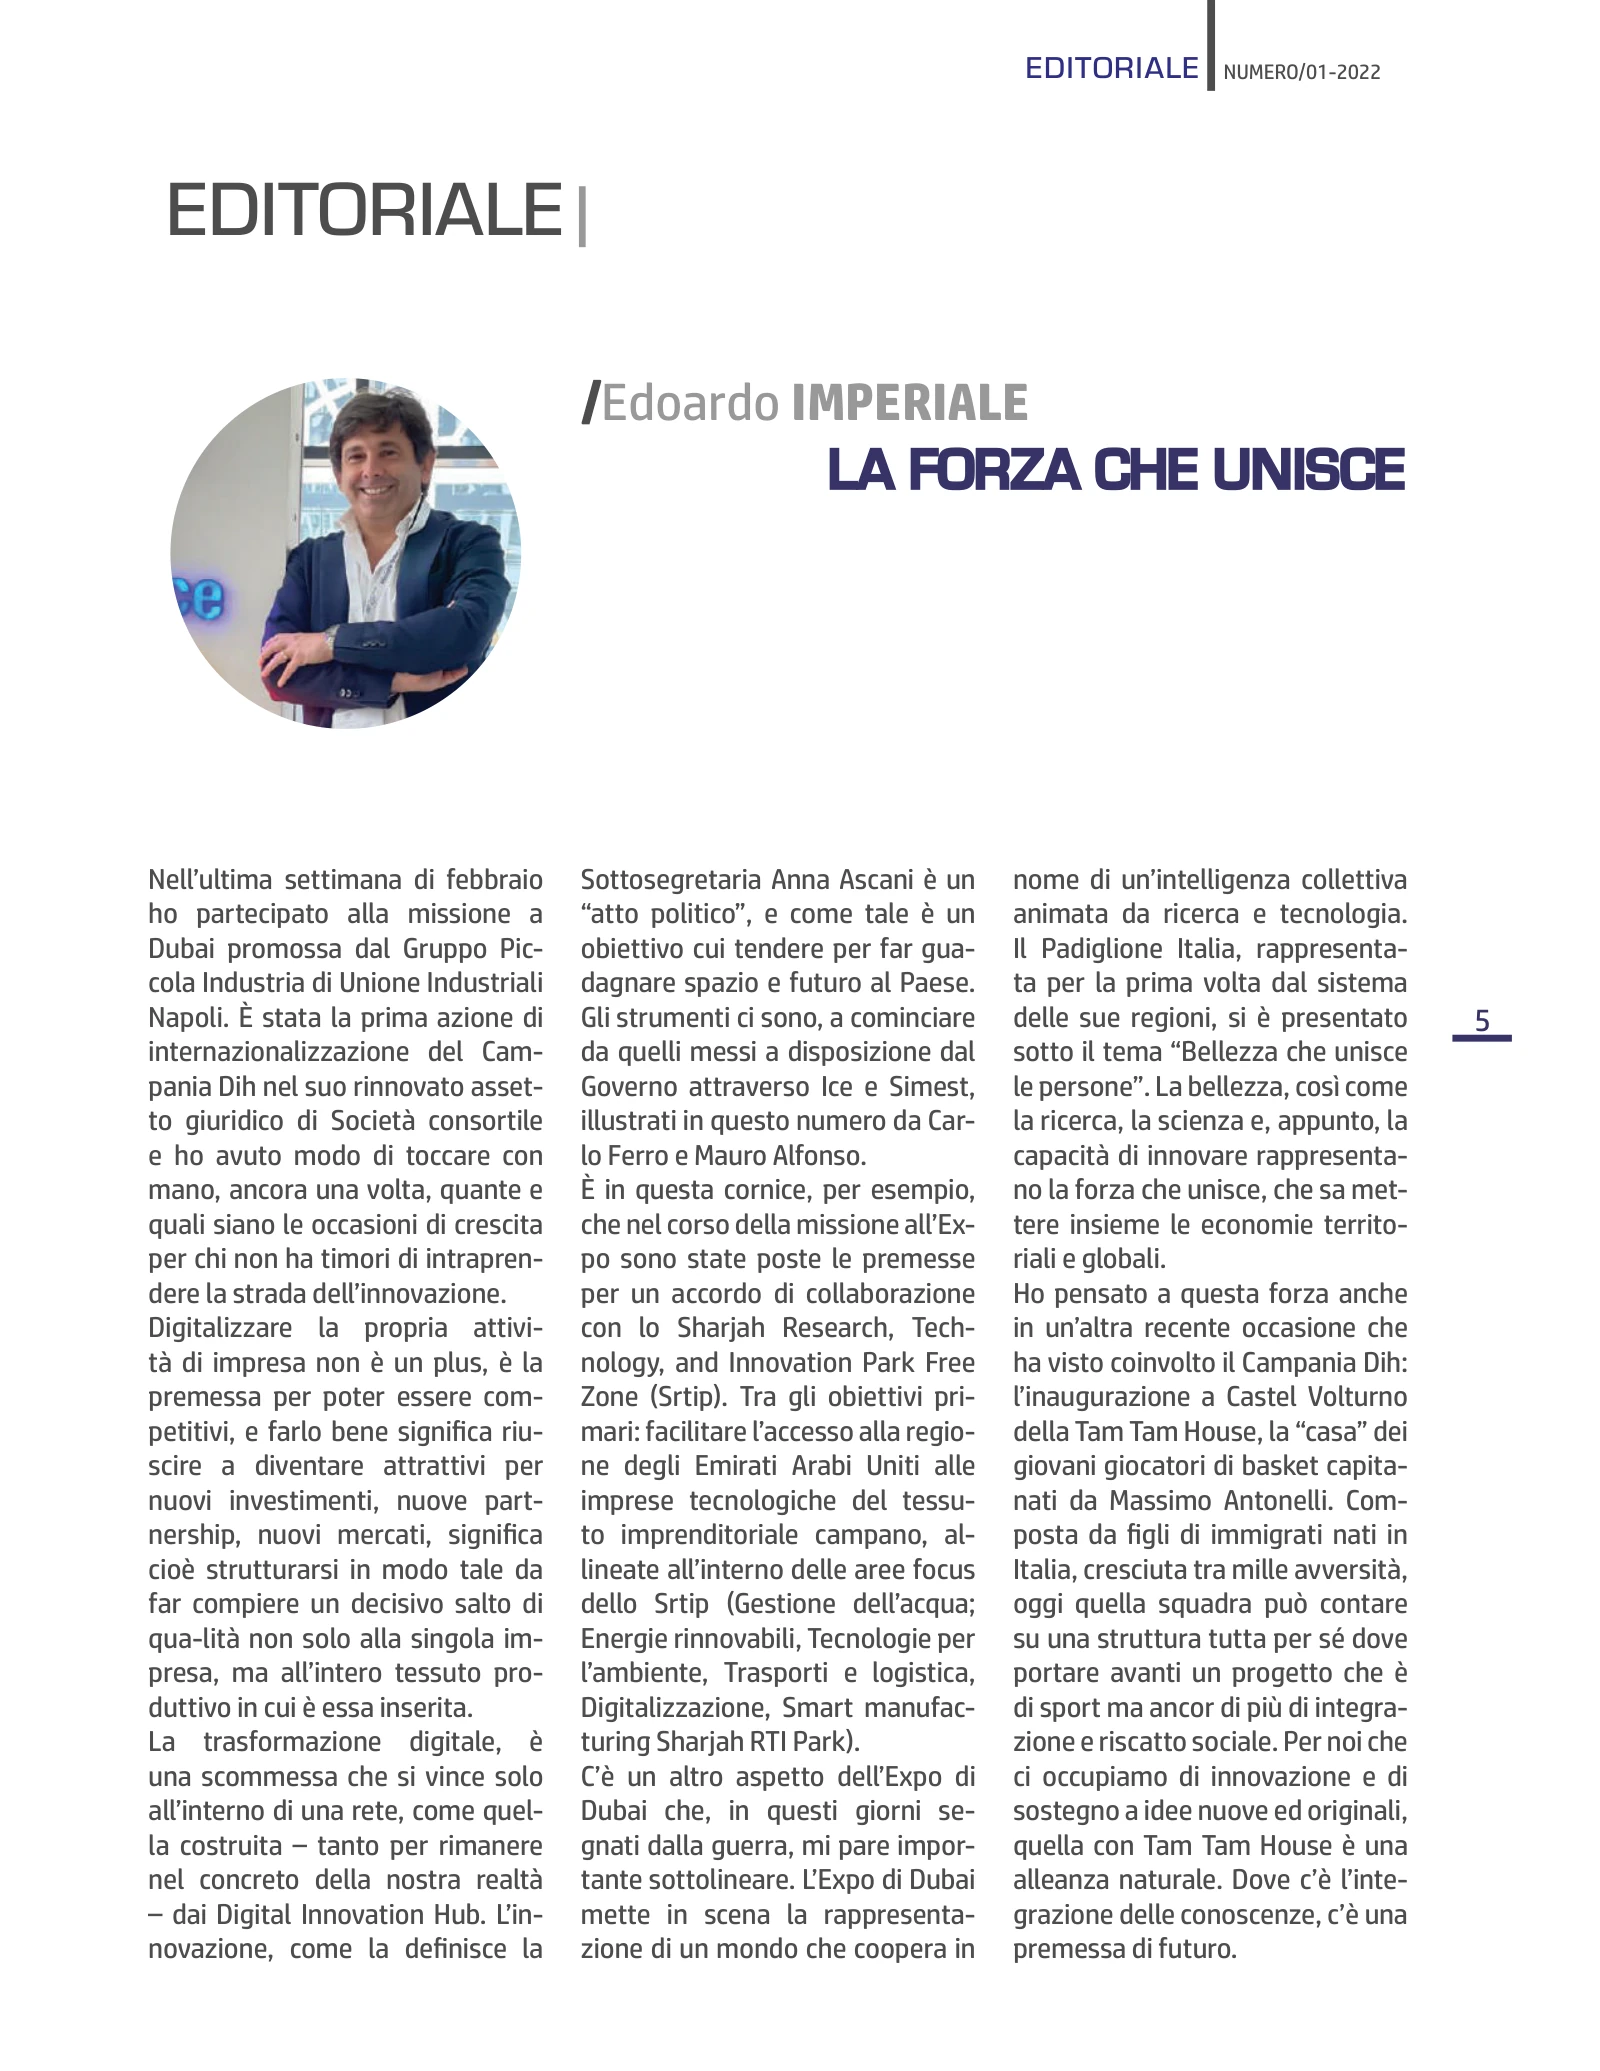 EDITORIALE
NUMERO/01-2022
EDITORIALE
/Edoardo IMPERIALE
LA FORZA CHE UNISCE
ce
Nell’ultima settimana di febbraio
ho partecipato alla missione a
Dubai promossa dal Gruppo Pic-
cola Industria di Unione Industriali
Napoli. È stata la prima azione di
internazionalizzazione del Cam-
pania Dih nel suo rinnovato asset-
to giuridico di Società consortile
e ho avuto modo di toccare con
mano, ancora una volta, quante e
quali siano le occasioni di crescita
per chi non ha timori di intrapren-
dere la strada dell’innovazione.
Digitalizzare la propria attivi-
tà di impresa non è un plus, è la
premessa per poter essere com-
petitivi, e farlo bene significa riu-
scire a diventare attrattivi per
nuovi investimenti, nuove part-
nership, nuovi mercati, significa
cioè strutturarsi in modo tale da
far compiere un decisivo salto di
qua-lità non solo alla singola im-
presa, ma all’intero tessuto pro-
duttivo in cui è essa inserita.
La trasformazione digitale, è
una scommessa che si vince solo
all’interno di una rete, come quel-
la costruita – tanto per rimanere
nel concreto della nostra realtà
– dai Digital Innovation Hub. L’in-
novazione, come la definisce la
Sottosegretaria Anna Ascani è un
“atto politico”, e come tale è un
obiettivo cui tendere per far gua-
dagnare spazio e futuro al Paese.
Gli strumenti ci sono, a cominciare
da quelli messi a disposizione dal
Governo attraverso Ice e Simest,
illustrati in questo numero da Car-
lo Ferro e Mauro Alfonso.
È in questa cornice, per esempio,
che nel corso della missione all’Ex-
po sono state poste le premesse
per un accordo di collaborazione
con lo Sharjah Research, Tech-
nology, and Innovation Park Free
Zone (Srtip). Tra gli obiettivi pri-
mari: facilitare l’accesso alla regio-
ne degli Emirati Arabi Uniti alle
imprese tecnologiche del tessu-
to imprenditoriale campano, al-
lineate all’interno delle aree focus
dello Srtip (Gestione dell’acqua;
Energie rinnovabili, Tecnologie per
l’ambiente, Trasporti e logistica,
Digitalizzazione, Smart manufac-
turing Sharjah RTI Park).
C’è un altro aspetto dell’Expo di
Dubai che, in questi giorni se-
gnati dalla guerra, mi pare impor-
tante sottolineare. L’Expo di Dubai
mette in scena la rappresenta-
zione di un mondo che coopera in
nome di un’intelligenza collettiva
animata da ricerca e tecnologia.
Il Padiglione Italia, rappresenta-
ta per la prima volta dal sistema
delle sue regioni, si è presentato
sotto il tema “Bellezza che unisce
le persone”. La bellezza, così come
la ricerca, la scienza e, appunto, la
capacità di innovare rappresenta-
no la forza che unisce, che sa met-
tere insieme le economie territo-
riali e globali.
Ho pensato a questa forza anche
in un’altra recente occasione che
ha visto coinvolto il Campania Dih:
l’inaugurazione a Castel Volturno
della Tam Tam House, la “casa” dei
giovani giocatori di basket capita-
nati da Massimo Antonelli. Com-
posta da figli di immigrati nati in
Italia, cresciuta tra mille avversità,
oggi quella squadra può contare
su una struttura tutta per sé dove
portare avanti un progetto che è
di sport ma ancor di più di integra-
zione e riscatto sociale. Per noi che
ci occupiamo di innovazione e di
sostegno a idee nuove ed originali,
quella con Tam Tam House è una
alleanza naturale. Dove c’è l’inte-
grazione delle conoscenze, c’è una
premessa di futuro.
5